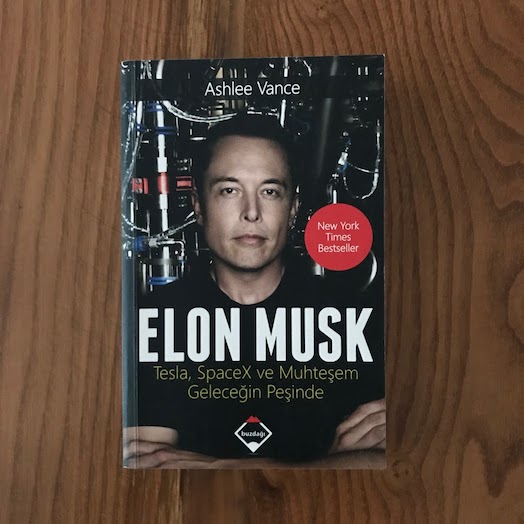 Ashlee Vance
New York
Times
Bestseller
ELON MUSK
Tesla, SpaceX ve Muhteşem
Geleceğin Peşinde
buzdağı